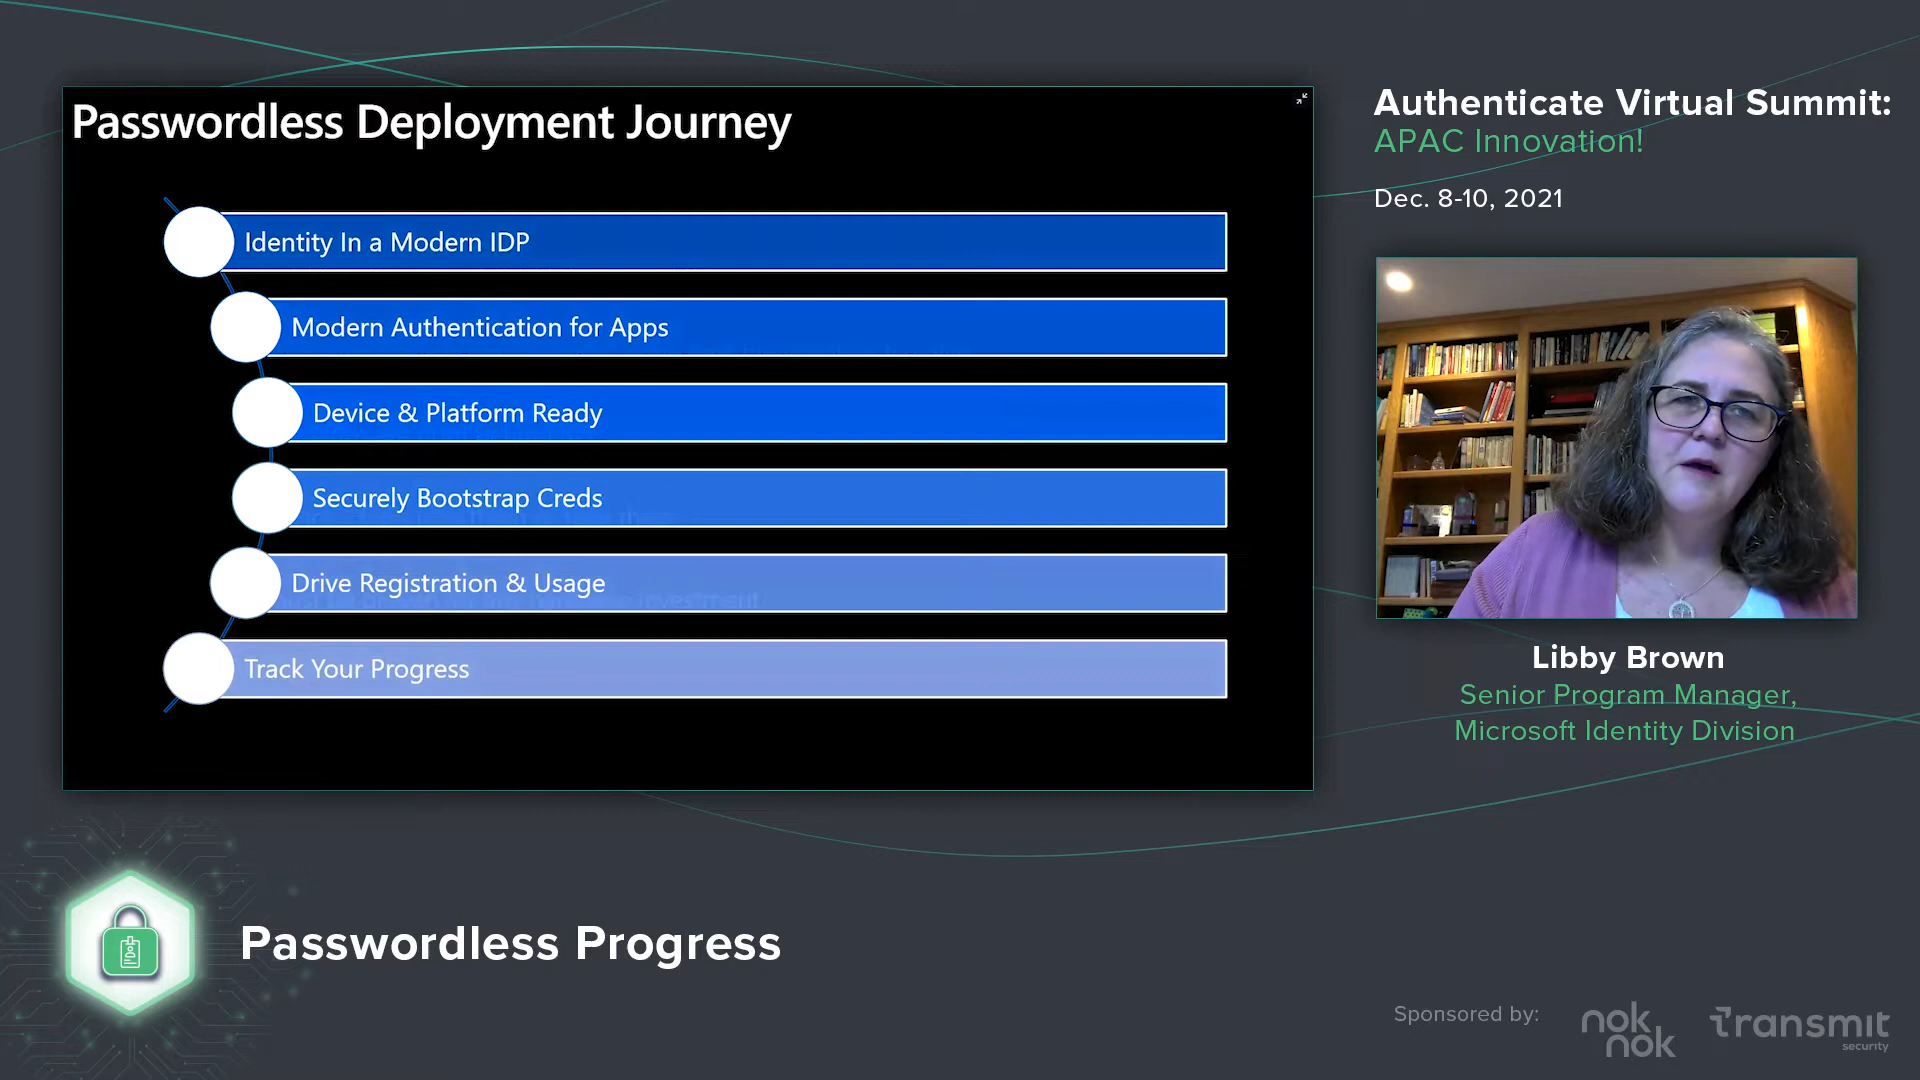 Passwordless Deployment Journey
Identity In a Modern IDP
Modern Authentication for Apps
Device & Platform Ready
Securely Bootstrap Creds
Drive Registration & Usage
Track Your Progress
Authenticate Virtual Summit:
APAC Innovation!
Dec. 8-10, 2021
Libby Brown
Senior Program Manager,
Microsoft Identity Division
Passwordless Progress
Sponsored by:
nok
nok
Transmit
security